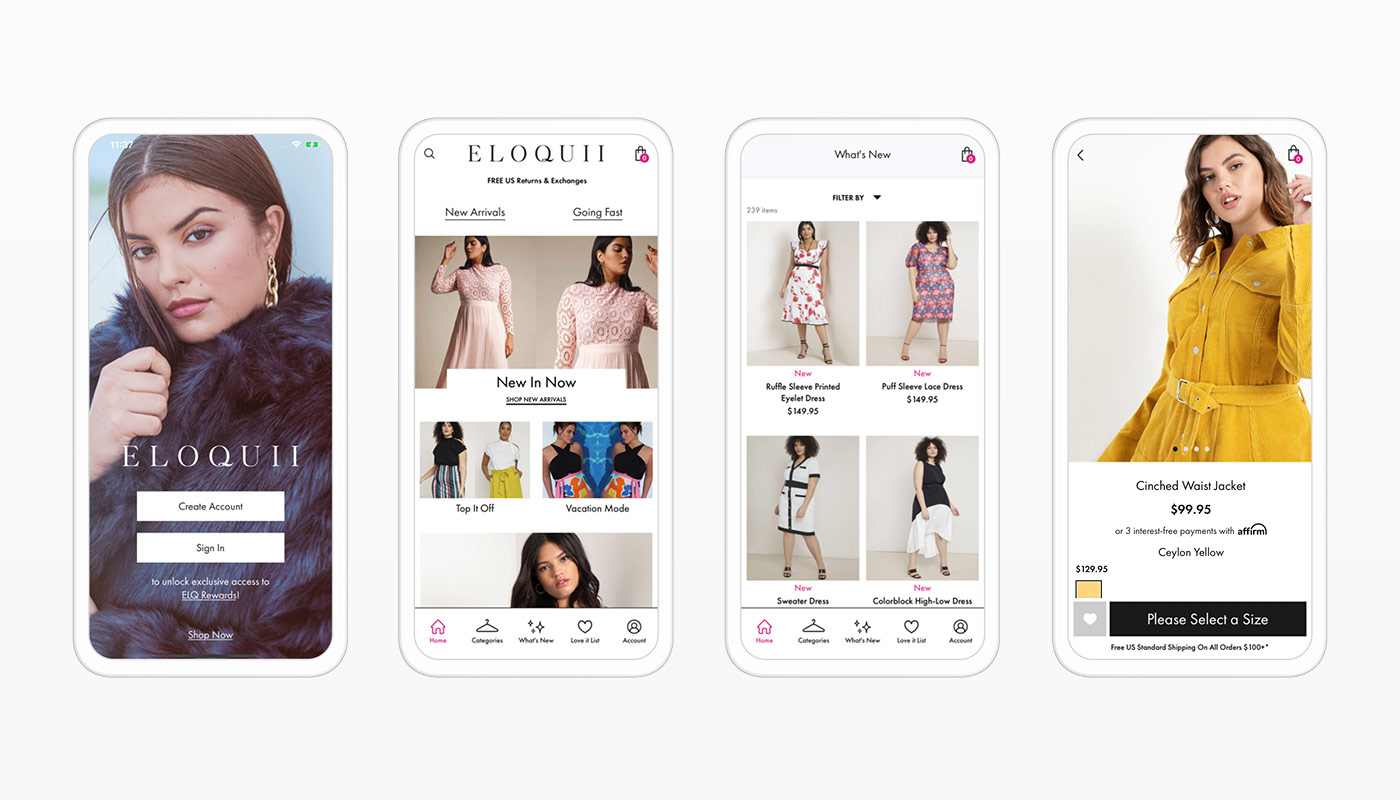 11:37
ELOQUII
Create Account
Sign In
to unlock exclusive access to
ELQ Rewards!
Shop Now
ELOQUII
0
FREE US Returns & Exchanges
New Arrivals
Going Fast
New In Now
SHOP NEW ARRIVALS
Top It Off
Vacation Mode
Home
Categories
What's New
Love it List
Account
What's New
0
FILTER BY
239 items
New
Ruffle Sleeve Printed
Eyelet Dress
$149.95
New
Puff Sleeve Lace Dress
$149.95
New
Sweater Dress
New
Colorblock High-Low Dress
Home
Categories
What's New
Love it List
Account
0
Cinched Waist Jacket
$99.95
or 3 interest-free payments with affirm
Ceylon Yellow
$129.95
Please Select a Size
Free US Standard Shipping On All Orders $100+*